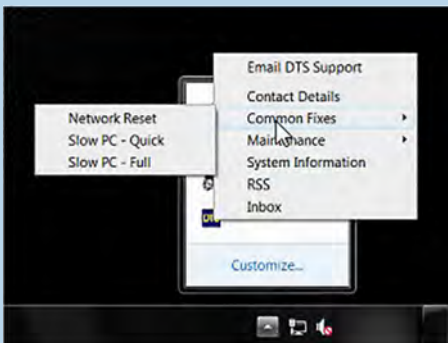 Email DTS Support
Contact Details
Common Fixes
Maintenance
System Information
RSS
Inbox
Network Reset
Slow PC - Quick
Slow PC - Full
Customize...